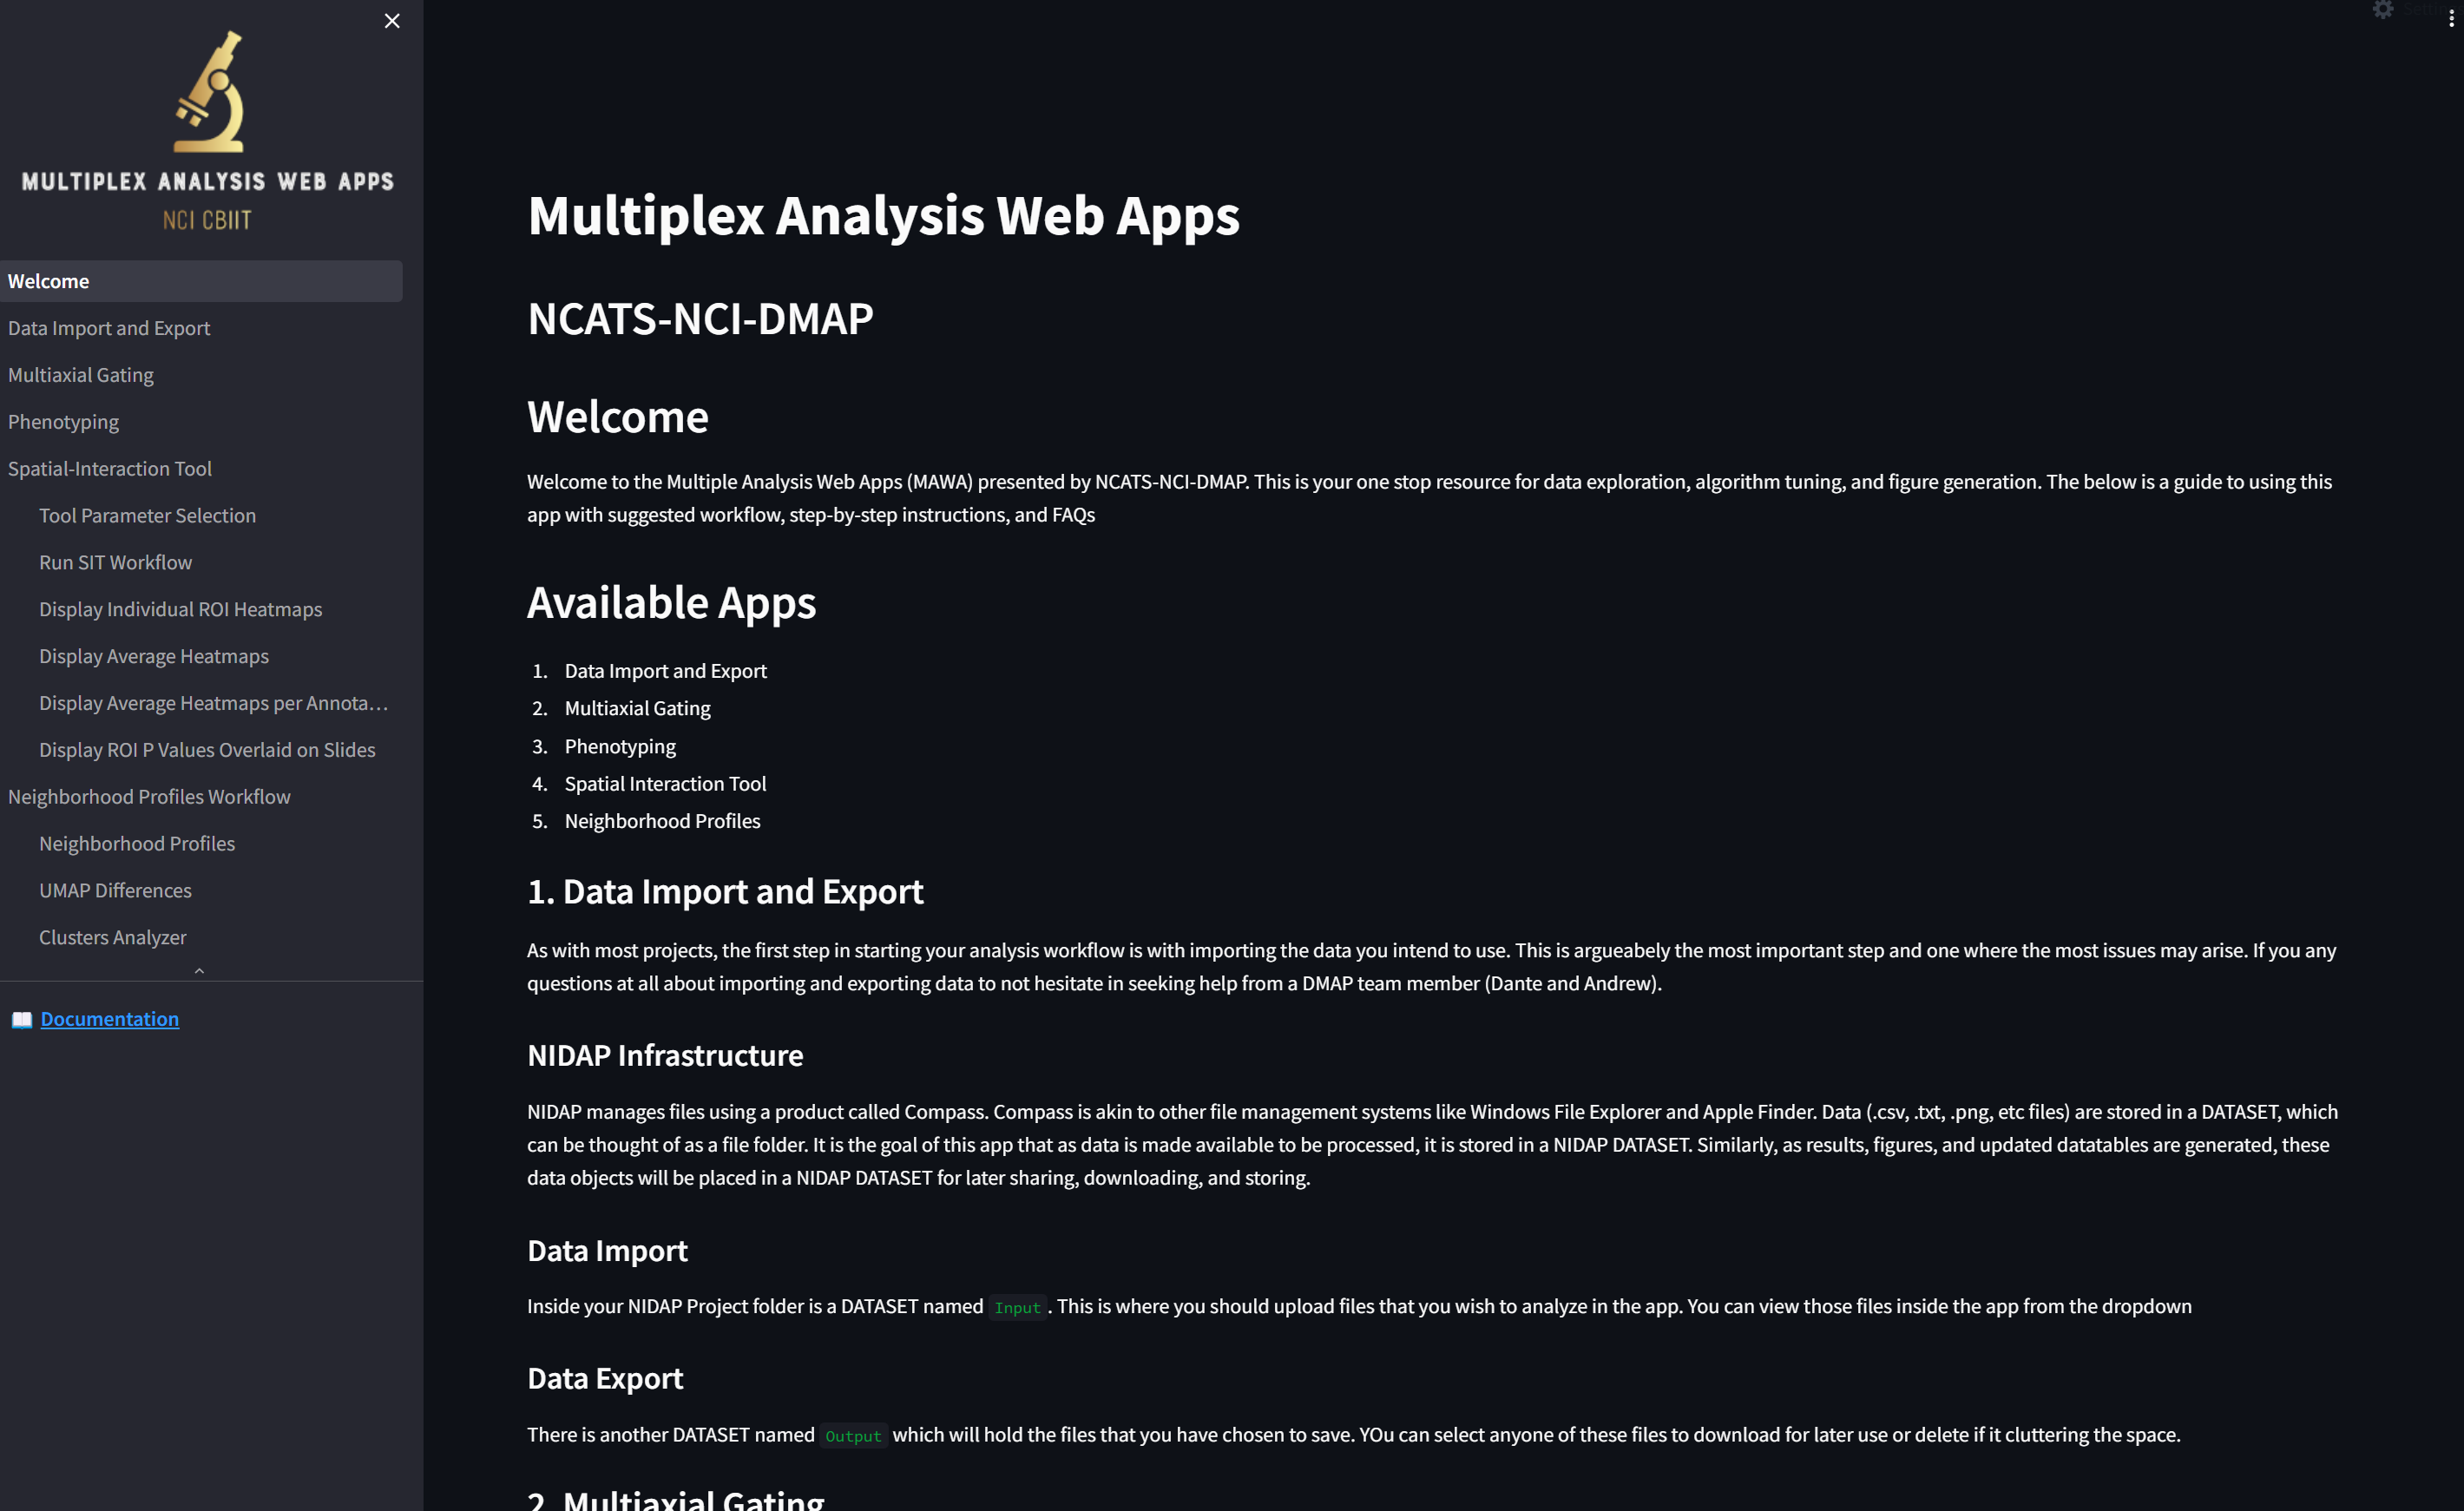 MULTIPLEX ANALYSIS WEB APPS
NCI CBIIT
Welcome
Data Import and Export
Multiaxial Gating
Phenotyping
Spatial-Interaction Tool
Tool Parameter Selection
Run SIT Workflow
Display Individual ROI Heatmaps
Display Average Heatmaps
Display Average Heatmaps per Annota…
Display ROI P Values Overlaid on Slides
Neighborhood Profiles Workflow
Neighborhood Profiles
UMAP Differences
Clusters Analyzer
Documentation
Multiplex Analysis Web Apps
NCATS-NCI-DMAP
Welcome
Welcome to the Multiple Analysis Web Apps (MAWA) presented by NCATS-NCI-DMAP. This is your one stop resource for data exploration, algorithm tuning, and figure generation. The below is a guide to using this
app with suggested workflow, step-by-step instructions, and FAQs
Available Apps
1. Data Import and Export
2. Multiaxial Gating
3. Phenotyping
4. Spatial Interaction Tool
5. Neighborhood Profiles
1. Data Import and Export
As with most projects, the first step in starting your analysis workflow is with importing the data you intend to use. This is argueabely the most important step and one where the most issues may arise. If you any
questions at all about importing and exporting data to not hesitate in seeking help from a DMAP team member (Dante and Andrew).
NIDAP Infrastructure
NIDAP manages files using a product called Compass. Compass is akin to other file management systems like Windows File Explorer and Apple Finder. Data (.csv, .txt, .png, etc files) are stored in a DATASET, which
can be thought of as a file folder. It is the goal of this app that as data is made available to be processed, it is stored in a NIDAP DATASET. Similarly, as results, figures, and updated datatables are generated, these
data objects will be placed in a NIDAP DATASET for later sharing, downloading, and storing.
Data Import
Inside your NIDAP Project folder is a DATASET named Input. This is where you should upload files that you wish to analyze in the app. You can view those files inside the app from the dropdown
Data Export
There is another DATASET named Output which will hold the files that you have chosen to save. YOu can select anyone of these files to download for later use or delete if it cluttering the space.
2. Multiaxial Gating